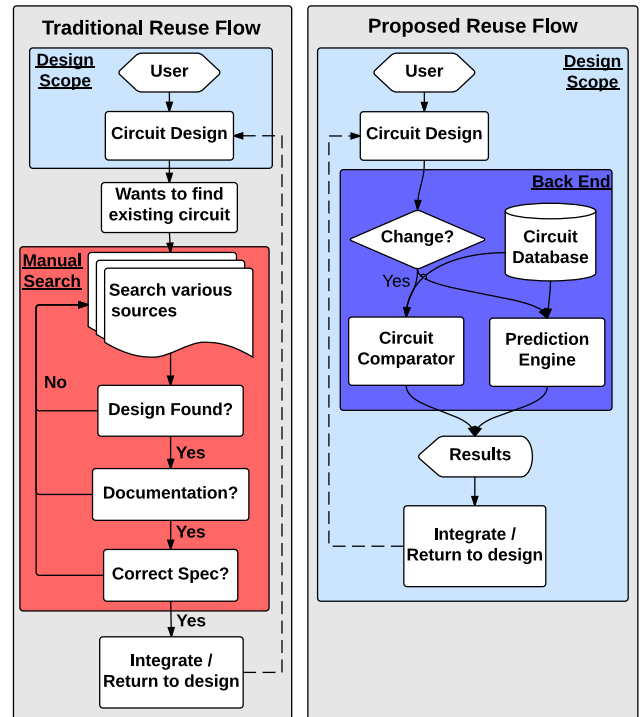 Traditional Reuse Flow
Design
Scope
User
Circuit Design
Wants to find
existing circuit
Manual
Search
Search various
sources
No
Design Found?
Yes
Documentation?
Yes
Correct Spec?
Yes
Integrate /
Return to design
Proposed Reuse Flow
Design
Scope
User
Circuit Design
Back End
Change?
Circuit
Database
Yes
Circuit
Comparator
Prediction
Engine
Results
Integrate /
Return to design